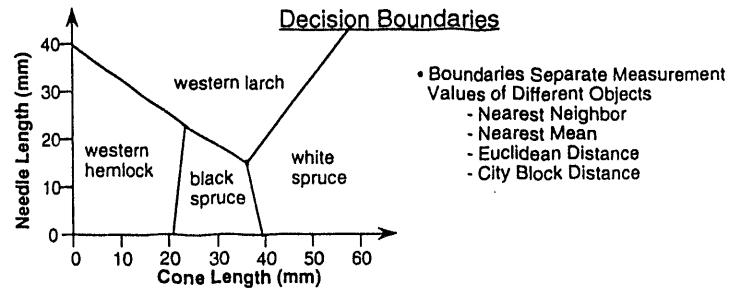 Decision Boundaries
40
30
20
10
0
Needle Length (mm)
western larch
western
hemlock
black
spruce
white
spruce
0 10 20 30 40 50 60
Cone Length (mm)
• Boundaries Separate Measurement
Values of Different Objects
- Nearest Neighbor
- Nearest Mean
- Euclidean Distance
- City Block Distance